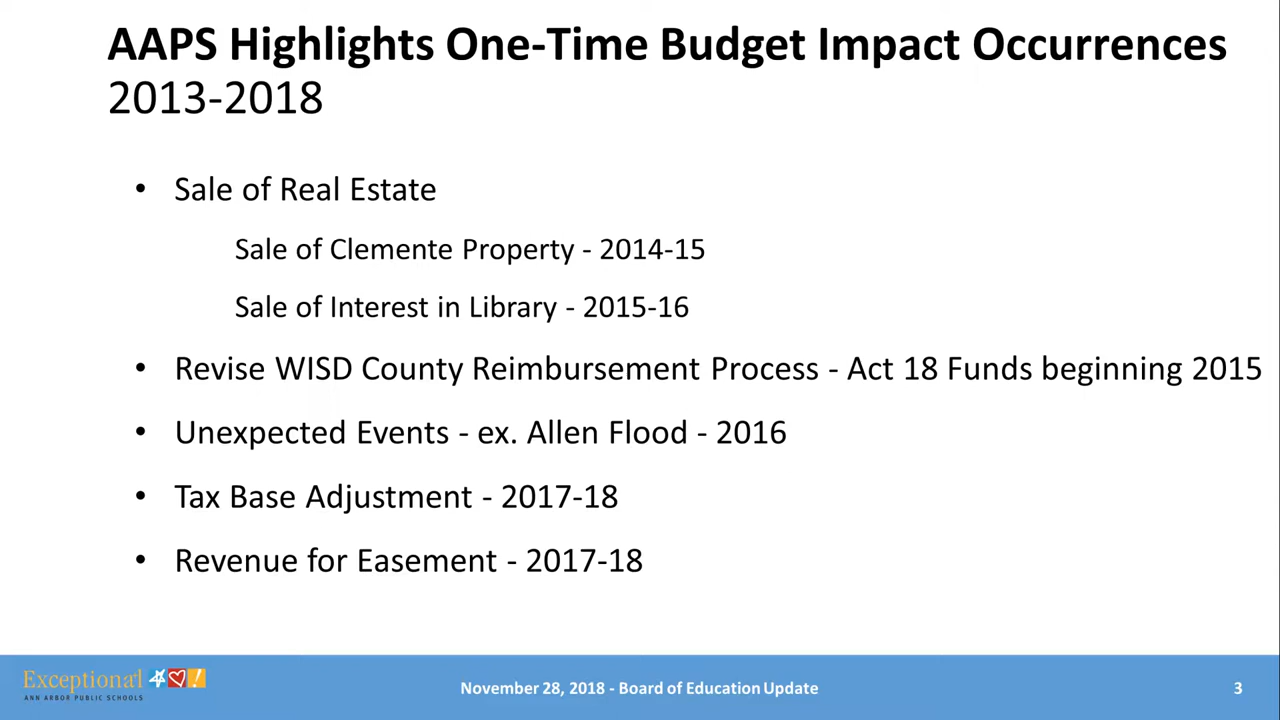 AAPS Highlights One-Time Budget Impact Occurrences
2013-2018
• Sale of Real Estate
Sale of Clemente Property - 2014-15
Sale of Interest in Library - 2015-16
• Revise WISD County Reimbursement Process - Act 18 Funds beginning 2015
• Unexpected Events - ex. Allen Flood - 2016
• Tax Base Adjustment - 2017-18
• Revenue for Easement - 2017-18
Exceptiona!
ANN ARBOR PUBLIC SCHOOLS
November 28, 2018 - Board of Education Update
3